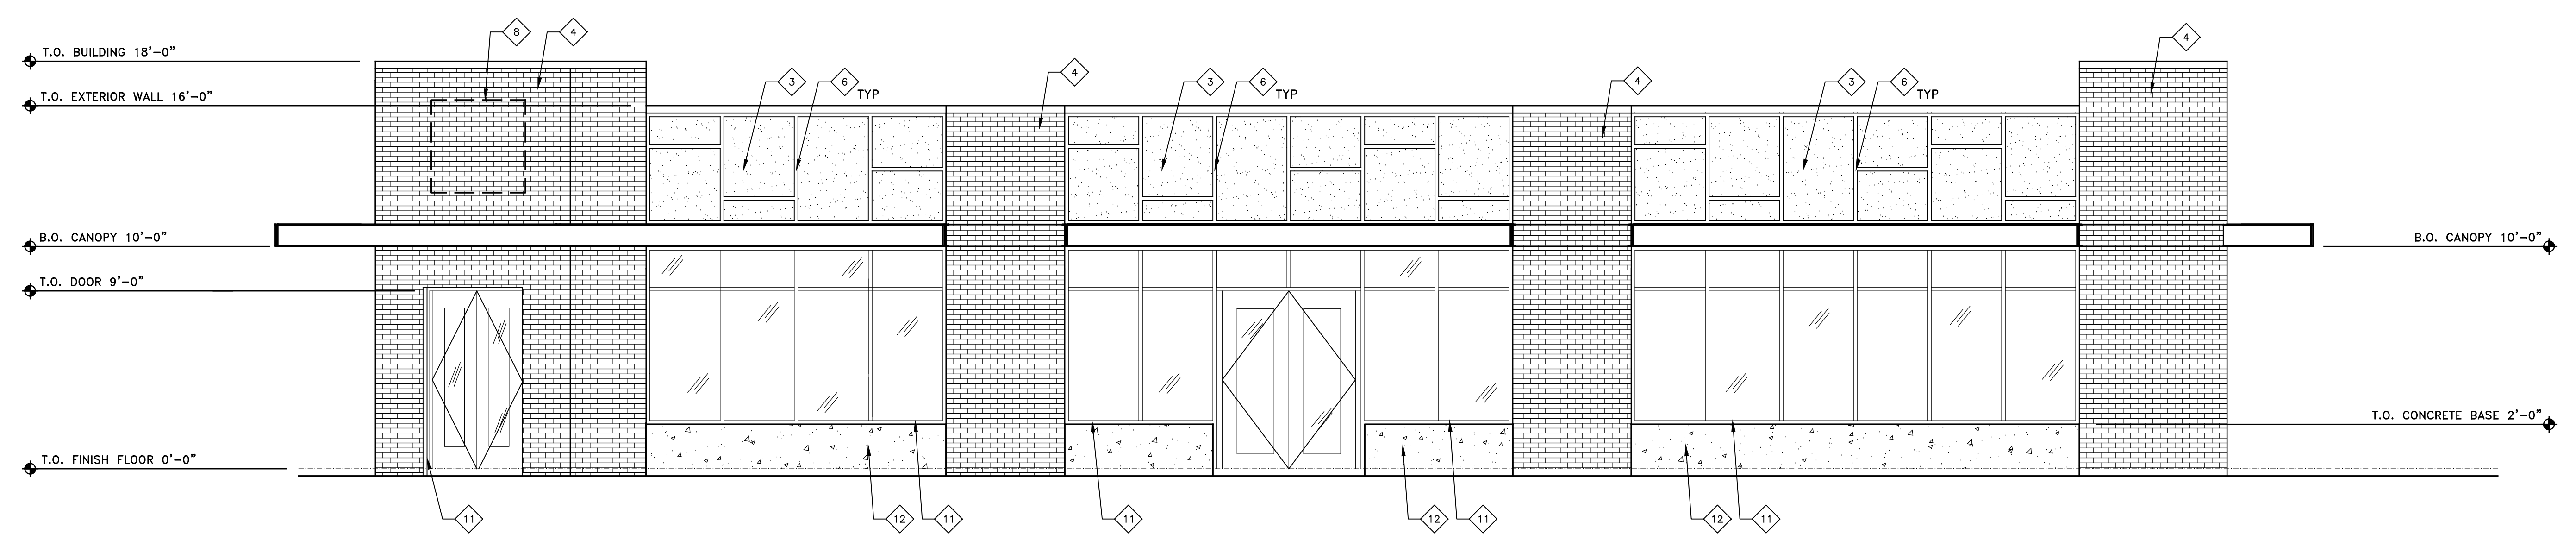 8
4
4
T.O. BUILDING 18'-0"
3
6
TYP
4
3
6
TYP
4
3
6
TYP
T.O. EXTERIOR WALL 16'-0"
B.O. CANOPY 10'-0"
B.O. CANOPY 10'-0"
T.O. DOOR 9'-0"
T.O. CONCRETE BASE 2'-0"
T.O. FINISH FLOOR 0'-0"
11
12
11
11
12
11
12
11